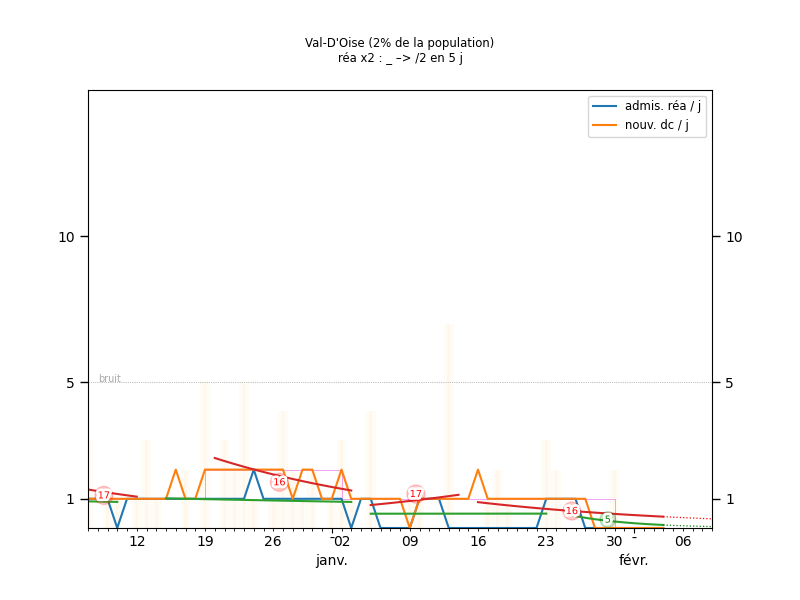 Val-D'Oise (2% de la population)
réa x2 : _ –> /2 en 5 j
admis. réa / j
nouv. dc / j
10 10
bruit
5 5
17 16 17 16 5
1 1
12 19 26 02 09 16 23 30 06
janv. févr.